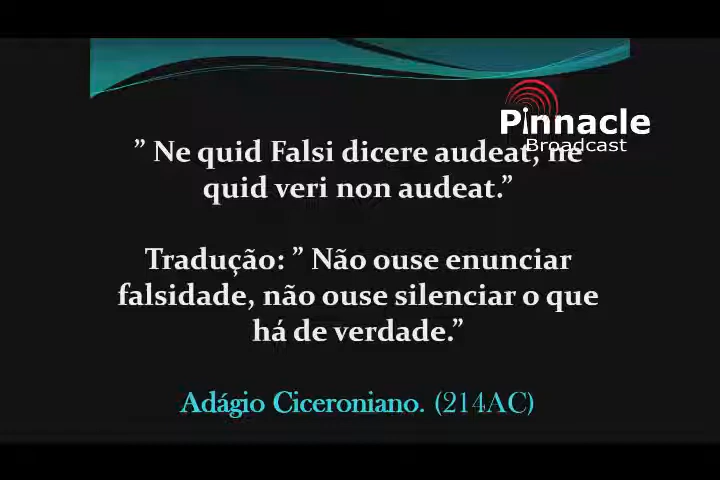 Pinnacle
Broadcast
” Ne quid Falsi dicere audeat, ne
quid veri non audeat.”
Tradução: ” Não ouse enunciar
falsidade, não ouse silenciar o que
há de verdade.”
Adágio Ciceroniano. (214AC)